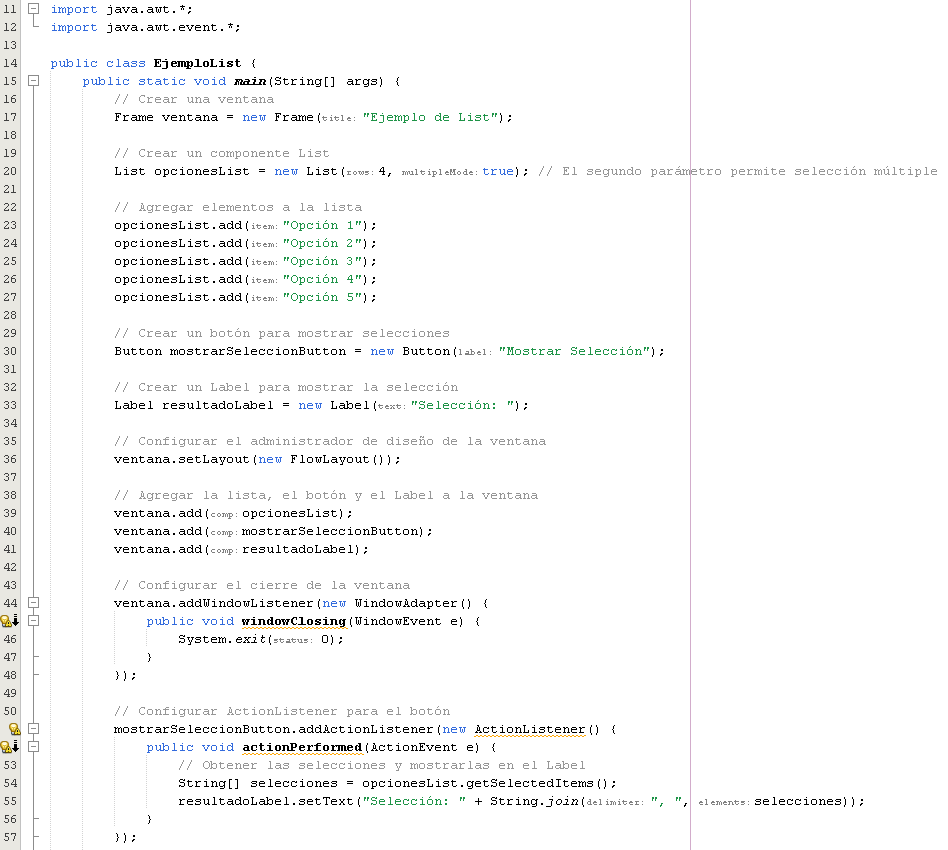 11 import java.awt.*;
12 import java.awt.event.*;
13
14 public class EjemploList {
15 public static void main(String[] args) {
16 // Crear una ventana
17 Frame ventana = new Frame(title: "Ejemplo de List");
18
19 // Crear un componente List
20 List opcionesList = new List(rows: 4, multipleMode: true); // El segundo parámetro permite selección múltiple
21
22 // Agregar elementos a la lista
23 opcionesList.add(item: "Opción 1");
24 opcionesList.add(item: "Opción 2");
25 opcionesList.add(item: "Opción 3");
26 opcionesList.add(item: "Opción 4");
27 opcionesList.add(item: "Opción 5");
28
29 // Crear un botón para mostrar selecciones
30 Button mostrarSeleccionButton = new Button(label: "Mostrar Selección");
31
32 // Crear un Label para mostrar la selección
33 Label resultadoLabel = new Label(text: "Selección: ");
34
35 // Configurar el administrador de diseño de la ventana
36 ventana.setLayout(new FlowLayout());
37
38 // Agregar la lista, el botón y el Label a la ventana
39 ventana.add(comp: opcionesList);
40 ventana.add(comp: mostrarSeleccionButton);
41 ventana.add(comp: resultadoLabel);
42
43 // Configurar el cierre de la ventana
44 ventana.addWindowListener(new WindowAdapter() {
public void windowClosing(WindowEvent e) {
46 System.exit(status: 0);
47 }
48 });
49
50 // Configurar ActionListener para el botón
mostrarSeleccionButton.addActionListener(new ActionListener() {
public void actionPerformed(ActionEvent e) {
53 // Obtener las selecciones y mostrarlas en el Label
54 String[] selecciones = opcionesList.getSelectedItems();
55 resultadoLabel.setText("Selección: " + String.join(delimiter: ", ", elements: selecciones));
56 }
57 });